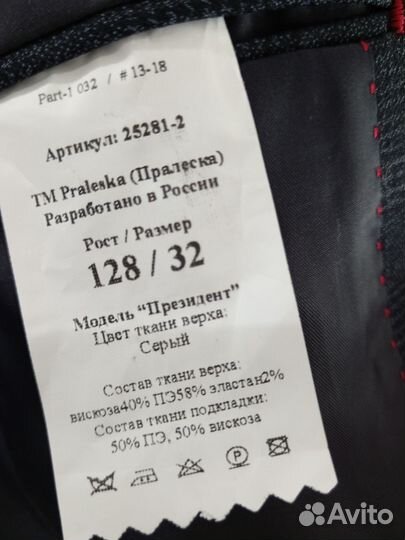 Part-1 032 / # 13-18
Артикул: 25281-2
TM Praleska (Пралеска)
Разработано в России
Рост / Размер
128 / 32
Модель “Президент”
Цвет ткани верха:
Серый
Состав ткани верха:
вискоза40% ПЭ58% эластан2%
Состав ткани подкладки:
50% ПЭ, 50% вискоза
P
Avito